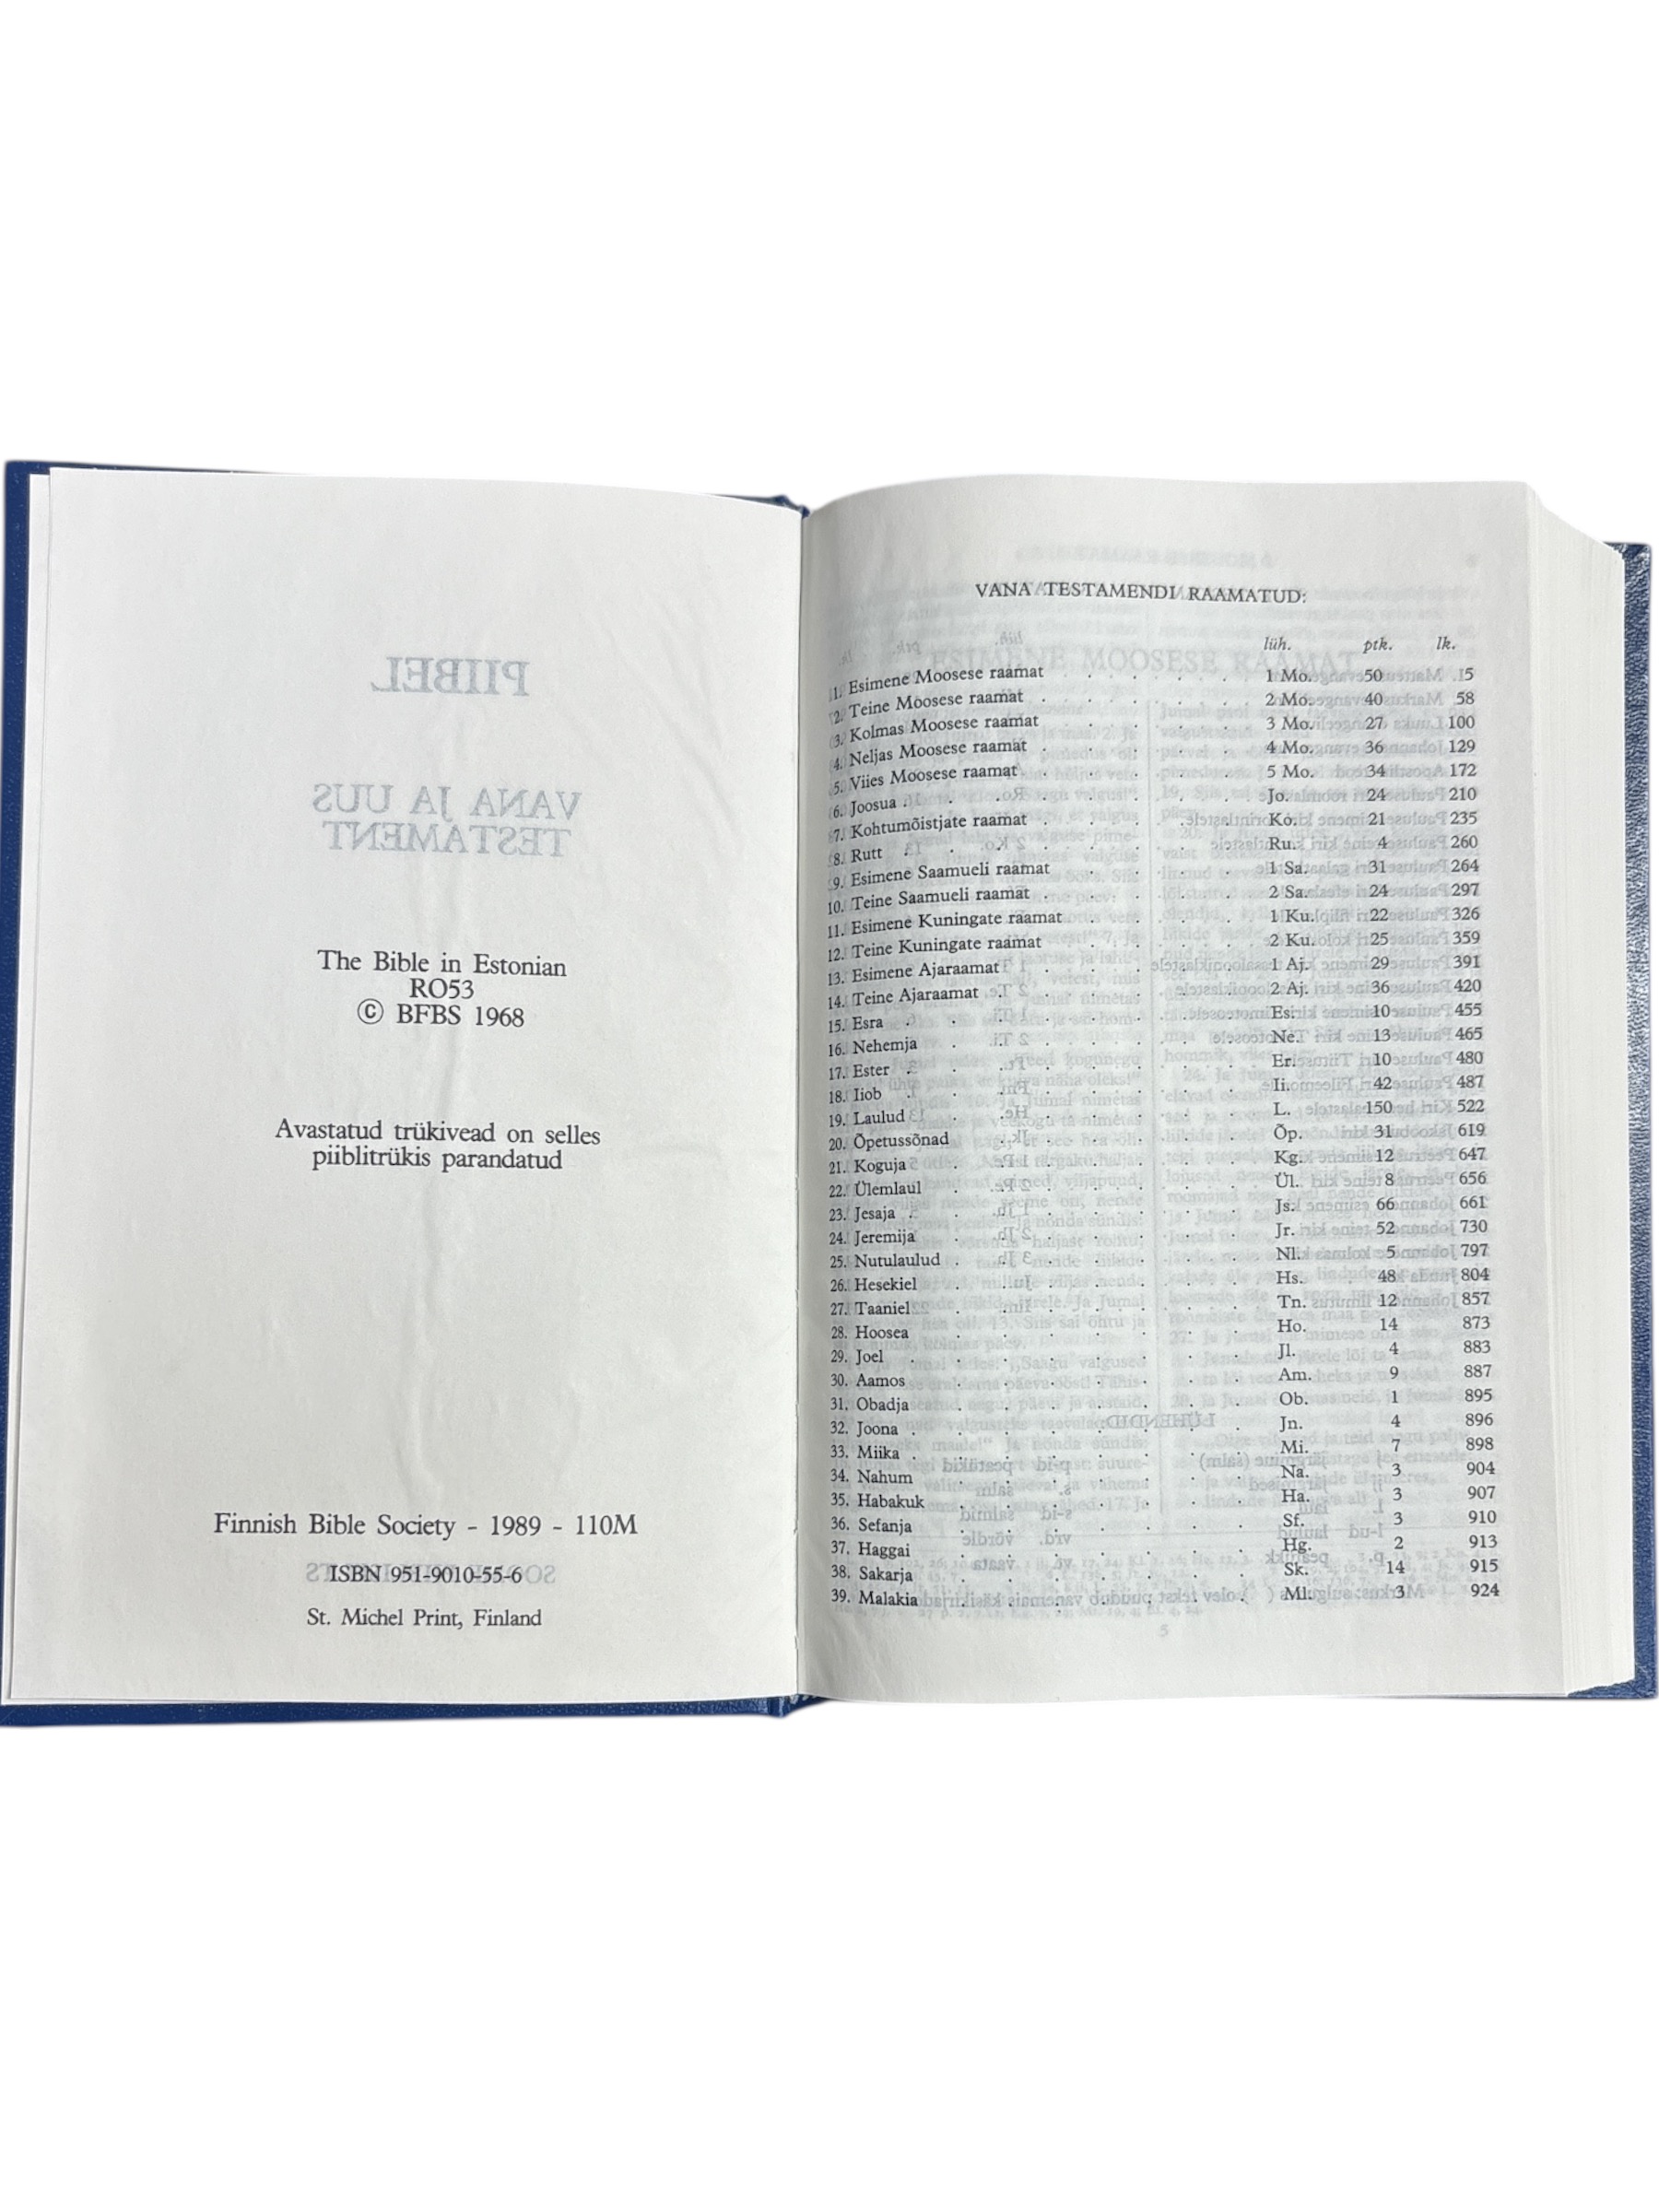 PIIBEL
VANA JA UUS
TESTAMENT
The Bible in Estonian
RO53
© BFBS 1968
Avastatud trükivead on selles
piiblitrükis parandatud
Finnish Bible Society - 1989 - 110M
ISBN 951-9010-55-6
St. Michel Print, Finland
VANA TESTAMENDI RAAMATUD:
lüh. ptk. lk.
1. Esimene Moosese raamat 1 Mo. 50 5
2. Teine Moosese raamat 2 Mo. 40 58
3. Kolmas Moosese raamat 3 Mo. 27 100
4. Neljas Moosese raamat 4 Mo. 36 129
5. Viies Moosese raamat 5 Mo. 34 172
6. Joosua Jo. 24 210
7. Kohtumõistjate raamat Ko. 21 235
8. Rutt Ru. 4 260
9. Esimene Saamueli raamat 1 Sa. 31 264
10. Teine Saamueli raamat 2 Sa. 24 297
11. Esimene Kuningate raamat 1 Ku. 22 326
12. Teine Kuningate raamat 2 Ku. 25 359
13. Esimene Ajaraamat 1 Aj. 29 391
14. Teine Ajaraamat 2 Aj. 36 420
15. Esra Es. 10 455
16. Nehemja Ne. 13 465
17. Ester Er. 10 480
18. Iiob Ii. 42 487
19. Laulud L. 150 522
20. Õpetussõnad Õp. 31 619
21. Koguja Kg. 12 647
22. Ülemlaul Ül. 8 656
23. Jesaja Js. 66 661
24. Jeremija Jr. 52 730
25. Nutulaulud Nl. 5 797
26. Hesekiel Hs. 48 804
27. Taaniel Tn. 12 857
28. Hoosea Ho. 14 873
29. Joel Jl. 4 883
30. Aamos Am. 9 887
31. Obadja Ob. 1 895
32. Joona Jn. 4 896
33. Miika Mi. 7 898
34. Nahum Na. 3 904
35. Habakuk Ha. 3 907
36. Sefanja Sf. 3 910
37. Haggai Hg. 2 913
38. Sakarja Sk. 14 915
39. Malakia Ml. 3 924